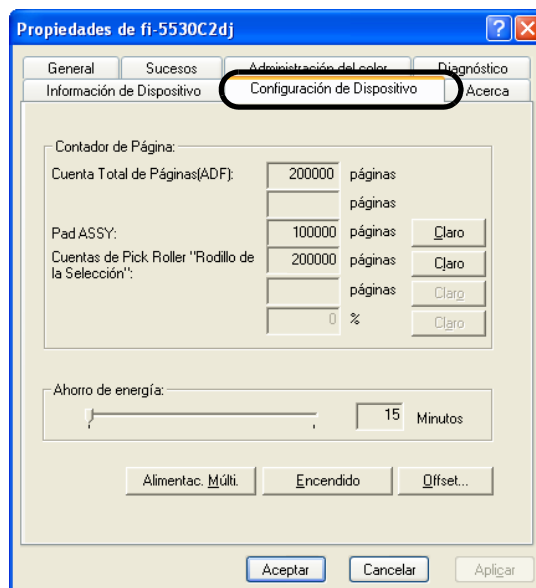 Propiedades de fi-5530C2dj
General Sucesos Administración del color Diagnóstico
Información de Dispositivo Configuración de Dispositivo Acerca
Contador de Página:
Cuenta Total de Páginas(ADF): 200000 páginas
páginas
Pad ASSY: 100000 páginas Claro
Cuentas de Pick Roller "Rodillo de 200000 páginas Claro
la Selección":
páginas Claro
0 % Claro
Ahorro de energía:
15 Minutos
Alimentac. Múlti. Encendido Offset...
Aceptar Cancelar Aplicar